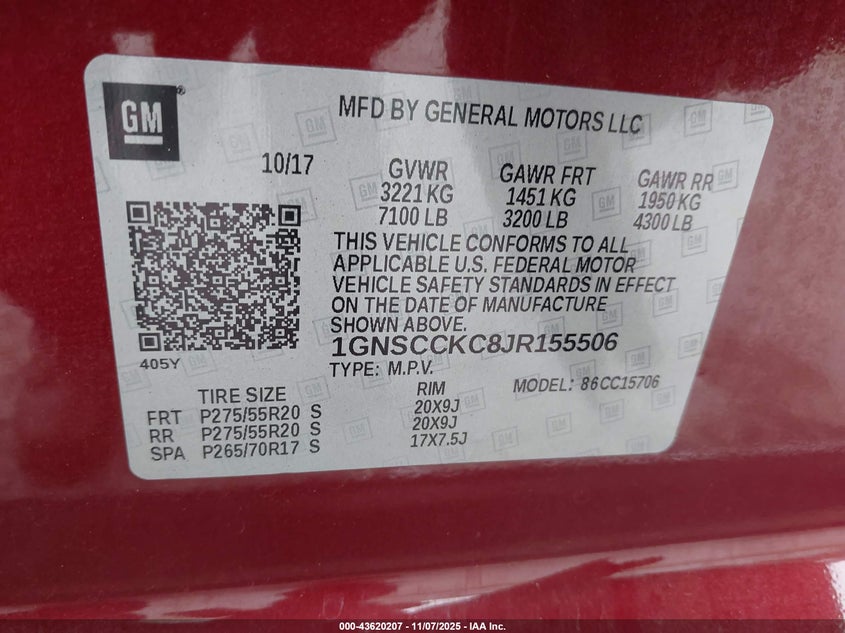 GM
MFD BY GENERAL MOTORS LLC
10/17
GVWR GAWR FRT GAWR RR
3221 KG 1451 KG 1950 KG
7100 LB 3200 LB 4300 LB
THIS VEHICLE CONFORMS TO ALL
APPLICABLE U.S. FEDERAL MOTOR
VEHICLE SAFETY STANDARDS IN EFFECT
ON THE DATE OF MANUFACTURE
SHOWN ABOVE.
405Y
1GNSCCKC8JR155506
TYPE: M.P.V. MODEL: 86CC15706
TIRE SIZE RIM
FRT P275/55R20 S 20X9J
RR P275/55R20 S 20X9J
SPA P265/70R17 S 17X7.5J
000-43620207 - 11/07/2025 - IAA Inc.